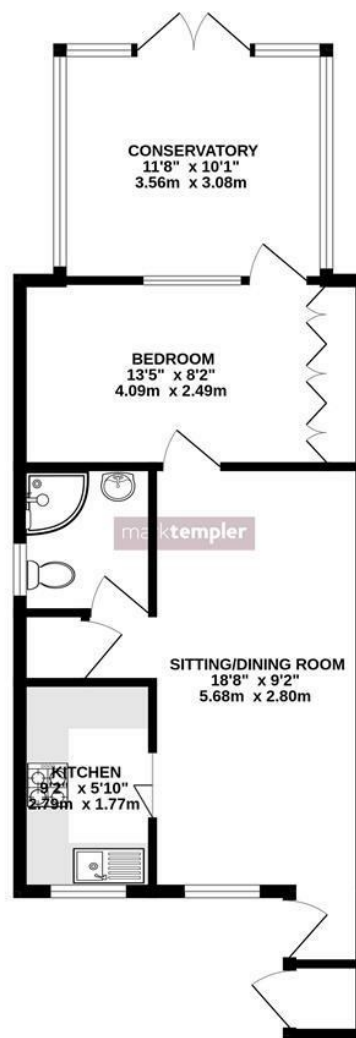 CONSERVATORY
11'8" x 10'1"
3.56m x 3.08m
BEDROOM
13'5" x 8'2"
4.09m x 2.49m
marktempler
SITTING/DINING ROOM
18'8" x 9'2"
5.68m x 2.80m
KITCHEN
9'2" x 5'10"
2.79m x 1.77m